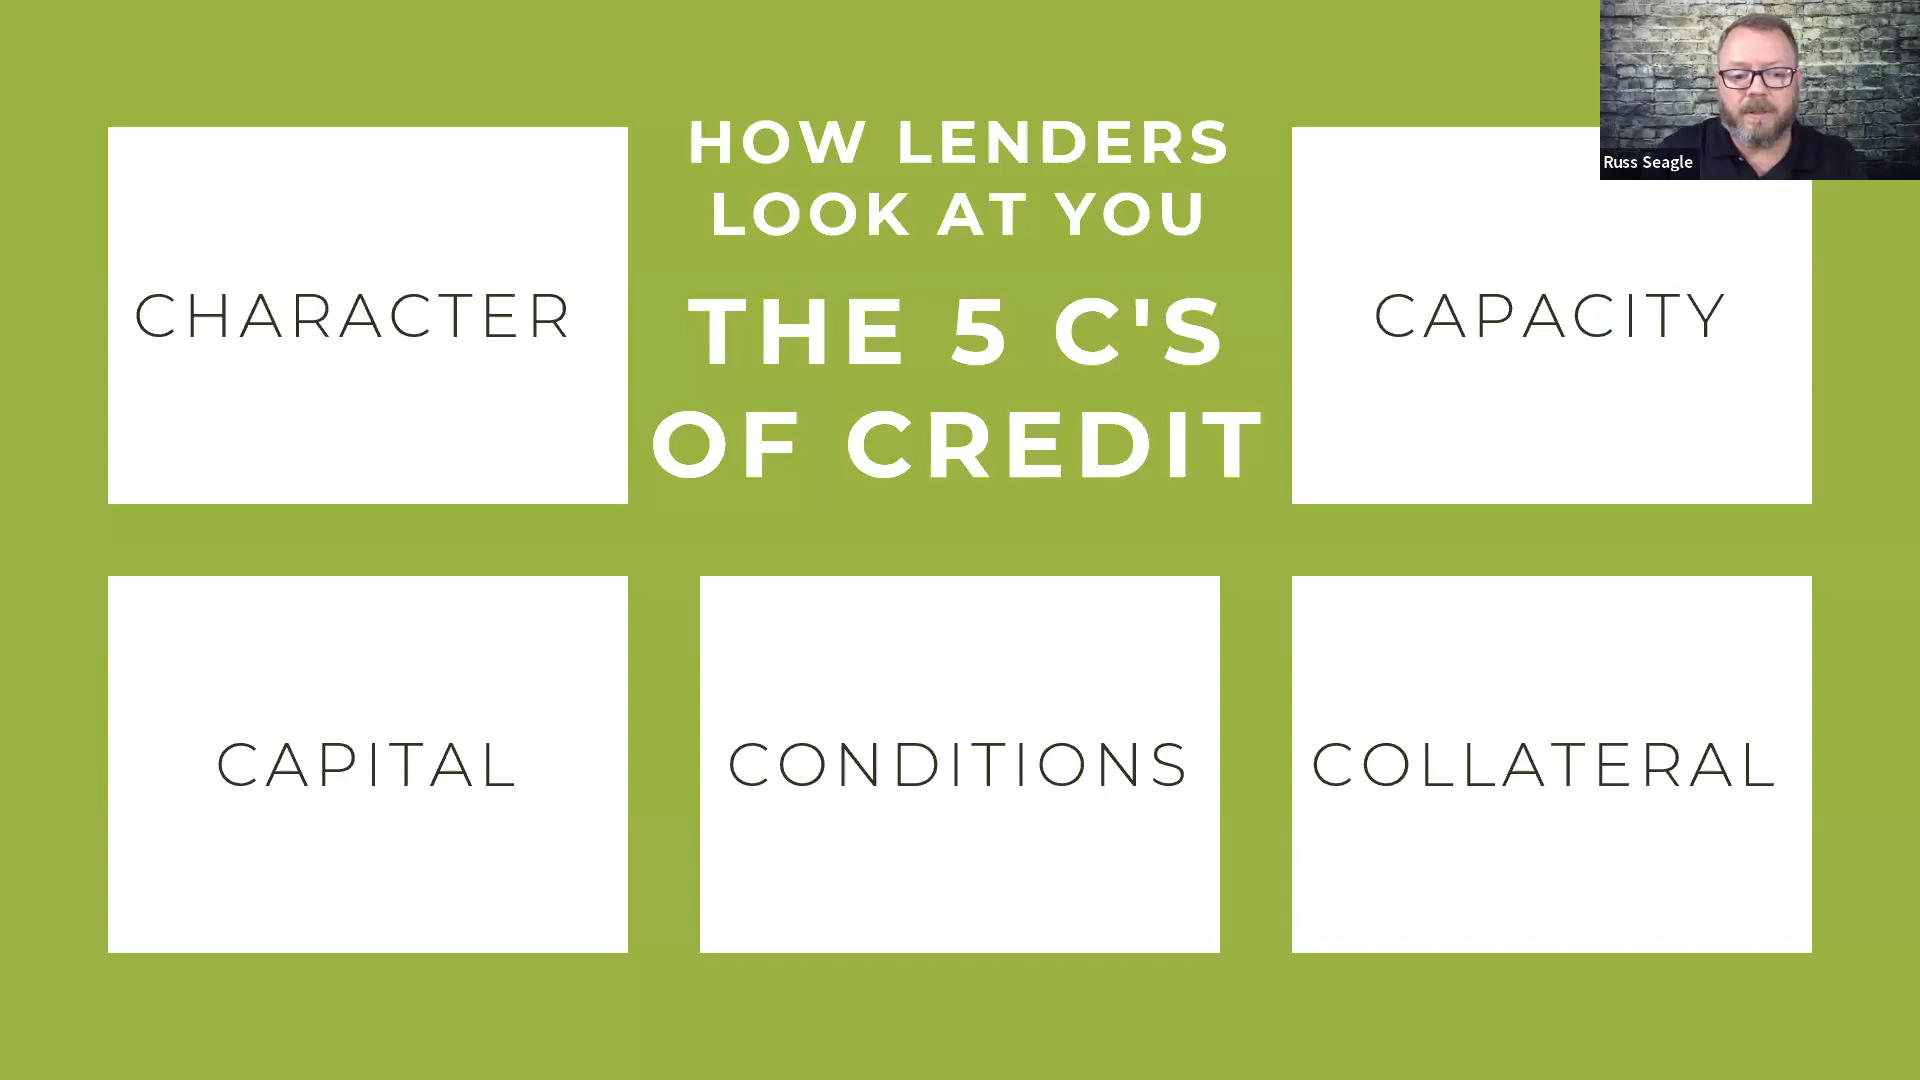 HOW LENDERS
LOOK AT YOU
THE 5 C'S
OF CREDIT
CHARACTER
CAPACITY
CAPITAL
CONDITIONS
COLLATERAL
Russ Seagle